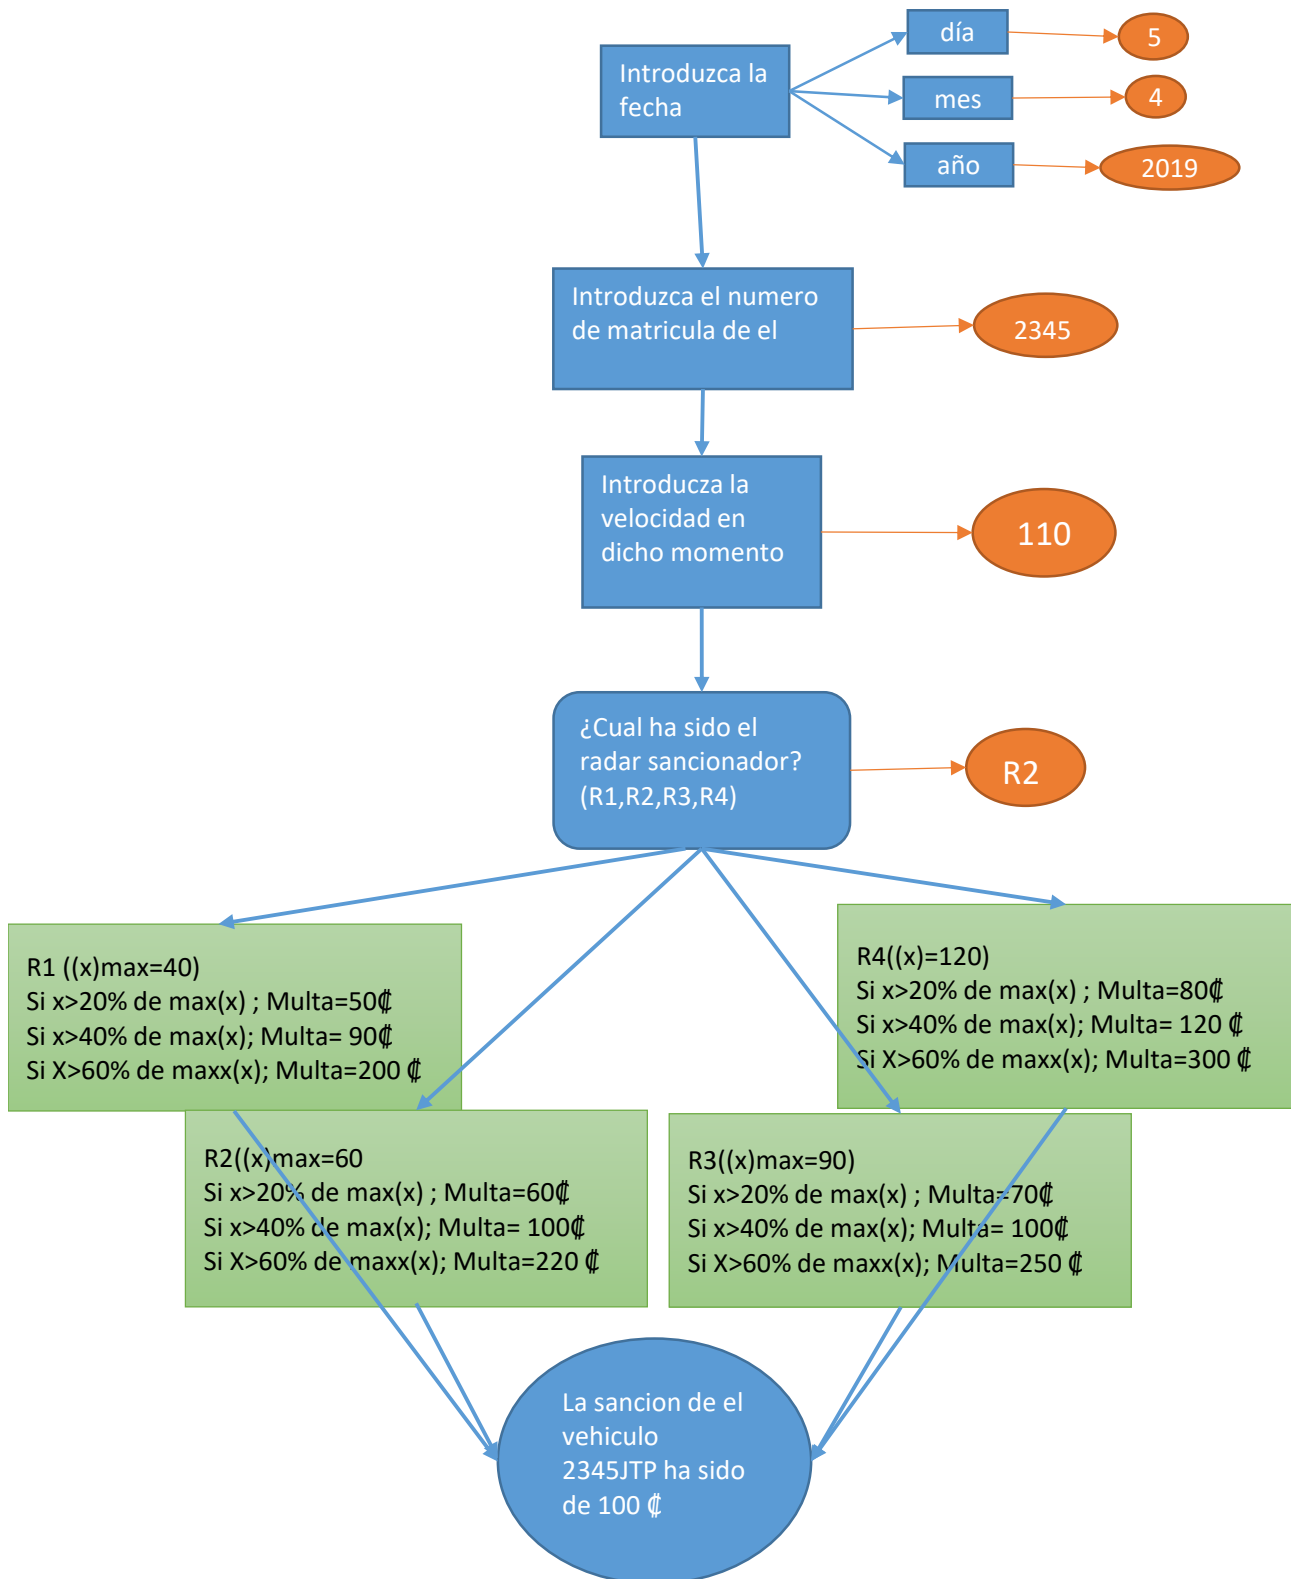 Introduzca la
fecha
día
5
mes
4
año
2019
Introduzca el numero
de matricula de el
2345
Introducza la
velocidad en
dicho momento
110
¿Cual ha sido el
radar sancionador?
(R1,R2,R3,R4)
R2
R1 ((x)max=40)
Si x>20% de max(x) ; Multa=50₡
Si x>40% de max(x); Multa= 90₡
Si X>60% de maxx(x); Multa=200 ₡
R4((x)=120)
Si x>20% de max(x) ; Multa=80₡
Si x>40% de max(x); Multa= 120 ₡
Si X>60% de maxx(x); Multa=300 ₡
R2((x)max=60
Si x>20% de max(x) ; Multa=60₡
Si x>40% de max(x); Multa= 100₡
Si X>60% de maxx(x); Multa=220 ₡
R3((x)max=90)
Si x>20% de max(x) ; Multa=70₡
Si x>40% de max(x); Multa= 100₡
Si X>60% de maxx(x); Multa=250 ₡
La sancion de el
vehiculo
2345JTP ha sido
de 100 ₡